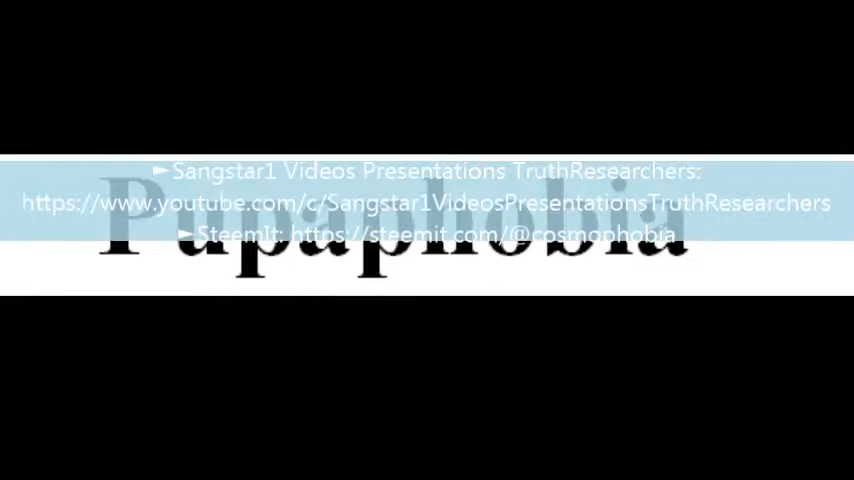 ►Sangstar1 Videos Presentations TruthResearchers:
https://www.youtube.com/c/Sangstar1VideosPresentationsTruthResearchers
►SteemIt: https://steemit.com/@cosmophobia
Pupaphobia